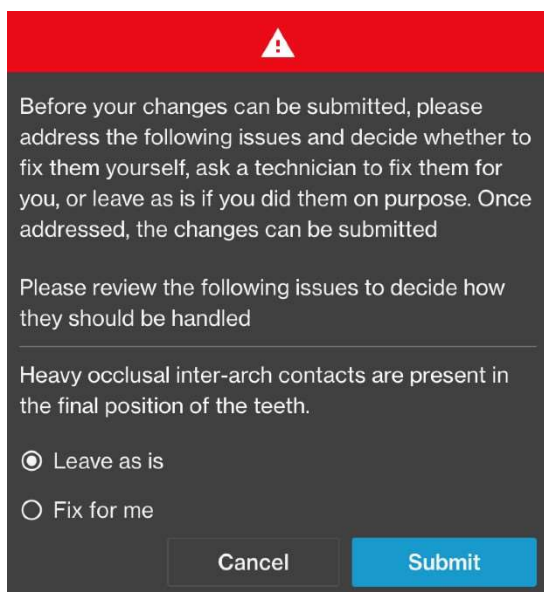 Before your changes can be submitted, please
address the following issues and decide whether to
fix them yourself, ask a technician to fix them for
you, or leave as is if you did them on purpose. Once
addressed, the changes can be submitted
Please review the following issues to decide how
they should be handled
Heavy occlusal inter-arch contacts are present in
the final position of the teeth.
Leave as is
Fix for me
Cancel
Submit